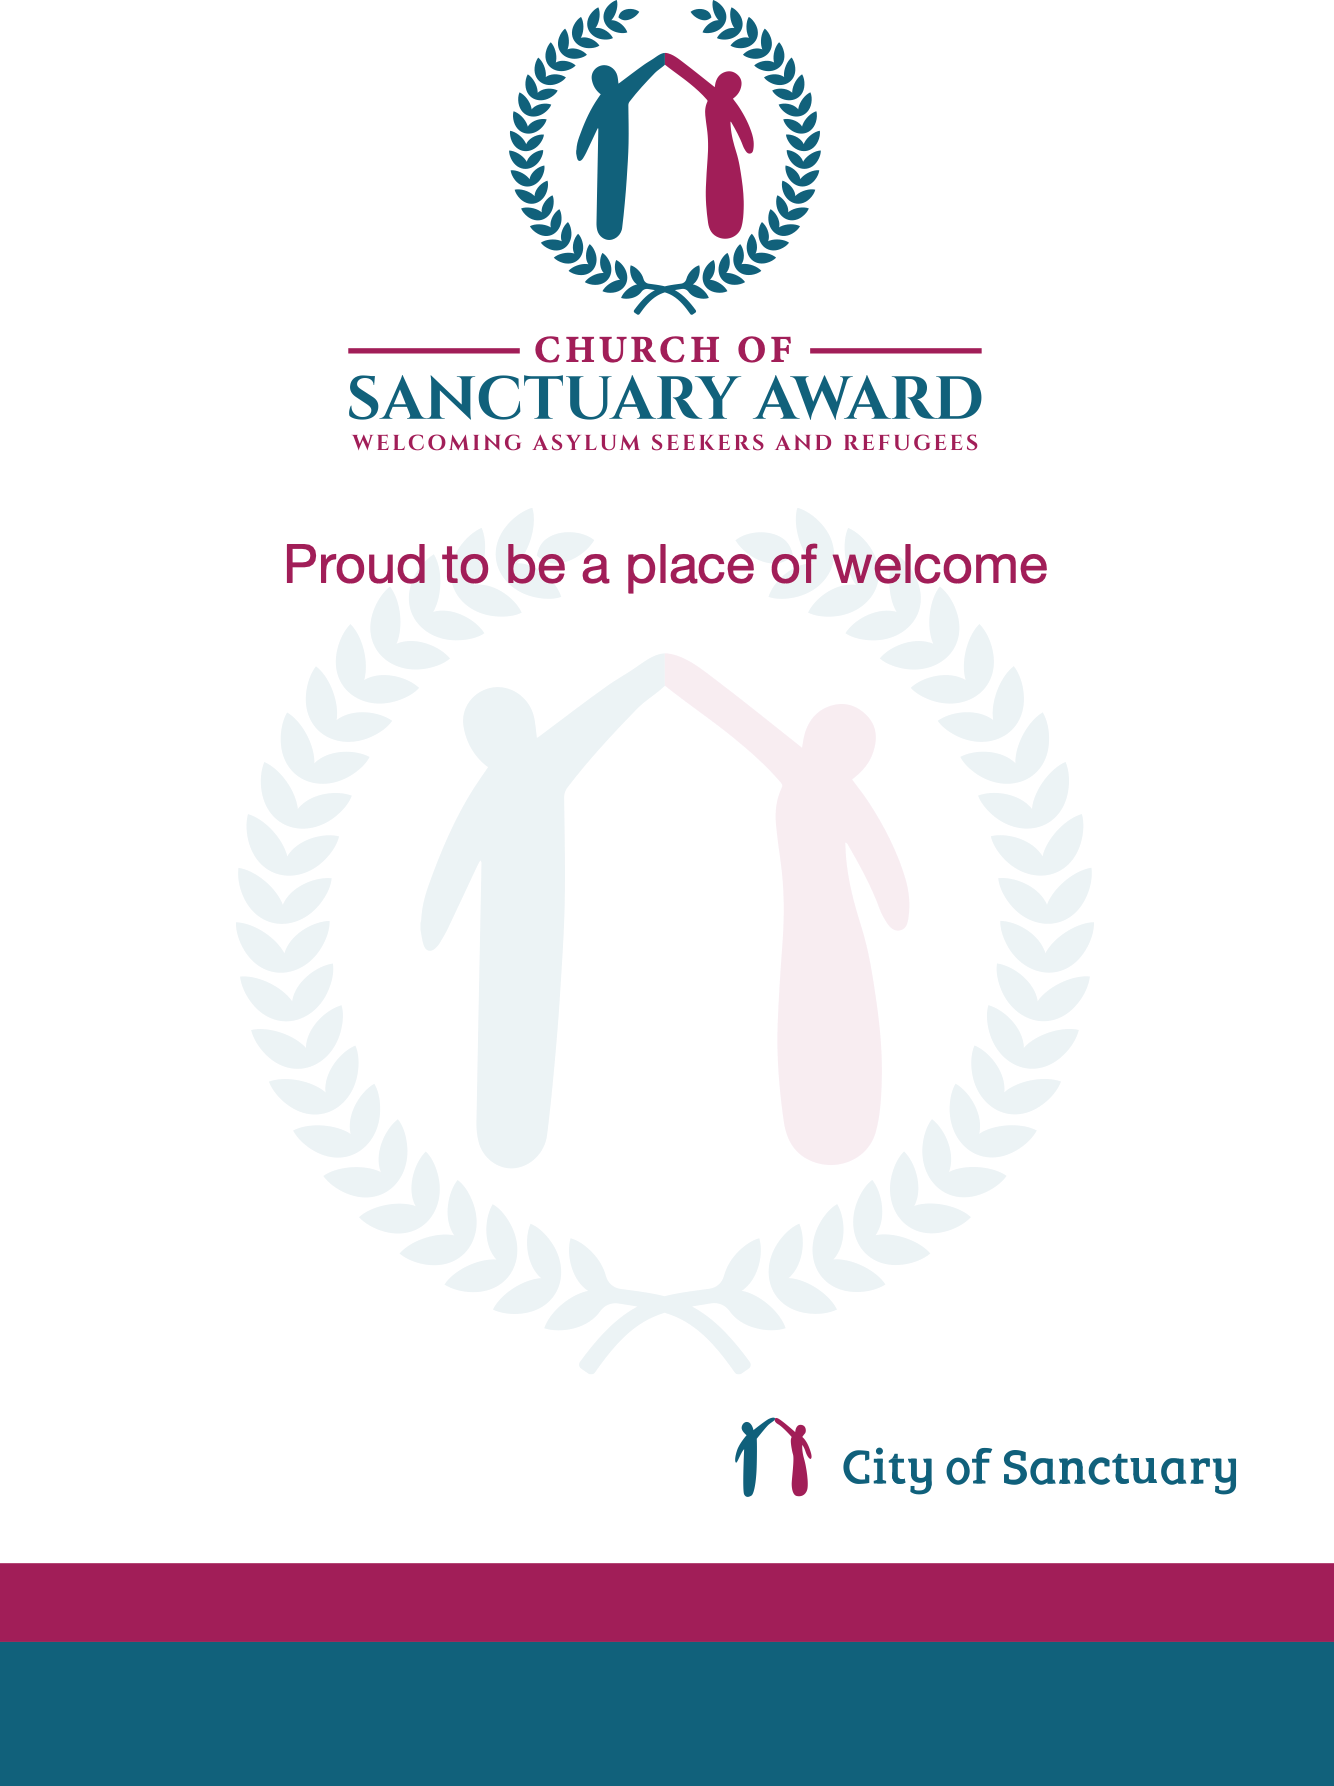 CHURCH OF
SANCTUARY AWARD
WELCOMING ASYLUM SEEKERS AND REFUGEES
Proud to be a place of welcome
City of Sanctuary